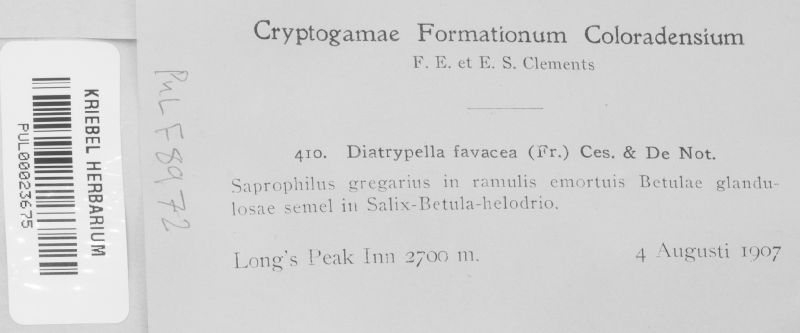 Cryptogamae Formationum Coloradensium
F. E. et E. S. Clements
410. Diatrypella favacea (Fr.) Ces. & De Not.
Saprophilus gregarius in ramulis emortuis Betulae glandu-
losae semel in Salix-Betula-helodrio.
Long's Peak Inn 2700 m. 4 Augusti 1907
PUL F8972
KRIEBEL HERBARIUM
PUL00023675